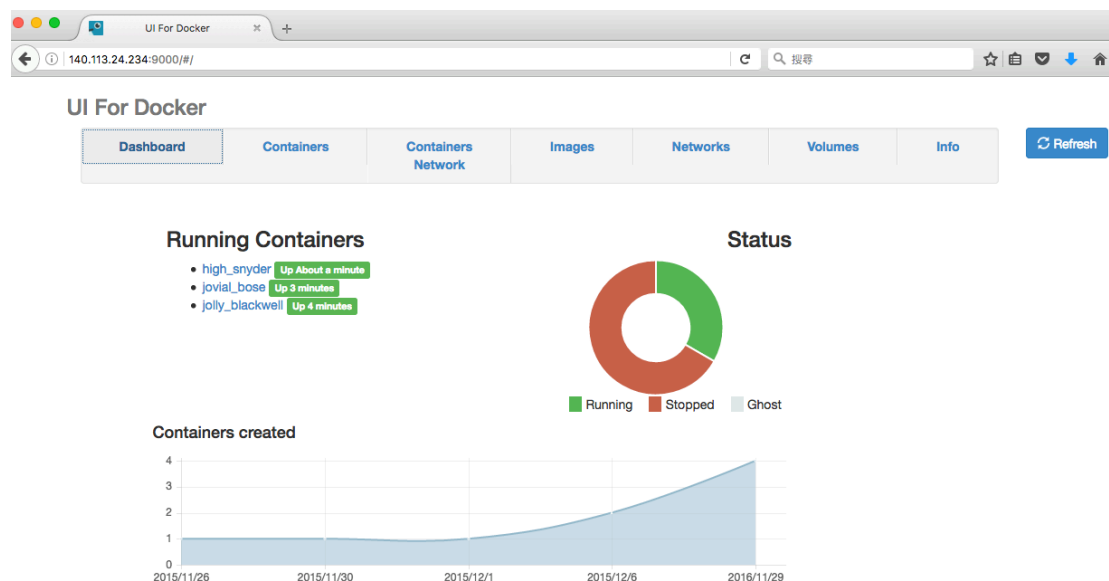 UI For Docker
140.113.24.234:9000/#/
搜尋
UI For Docker
Dashboard
Containers
Containers
Network
Images
Networks
Volumes
Info
Refresh
Running Containers
high_snyder Up About a minute
jovial_bose Up 3 minutes
jolly_blackwell Up 4 minutes
Status
Running Stopped Ghost
Containers created
4
3
2
1
0
2015/11/26 2015/11/30 2015/12/1 2015/12/6 2016/11/29